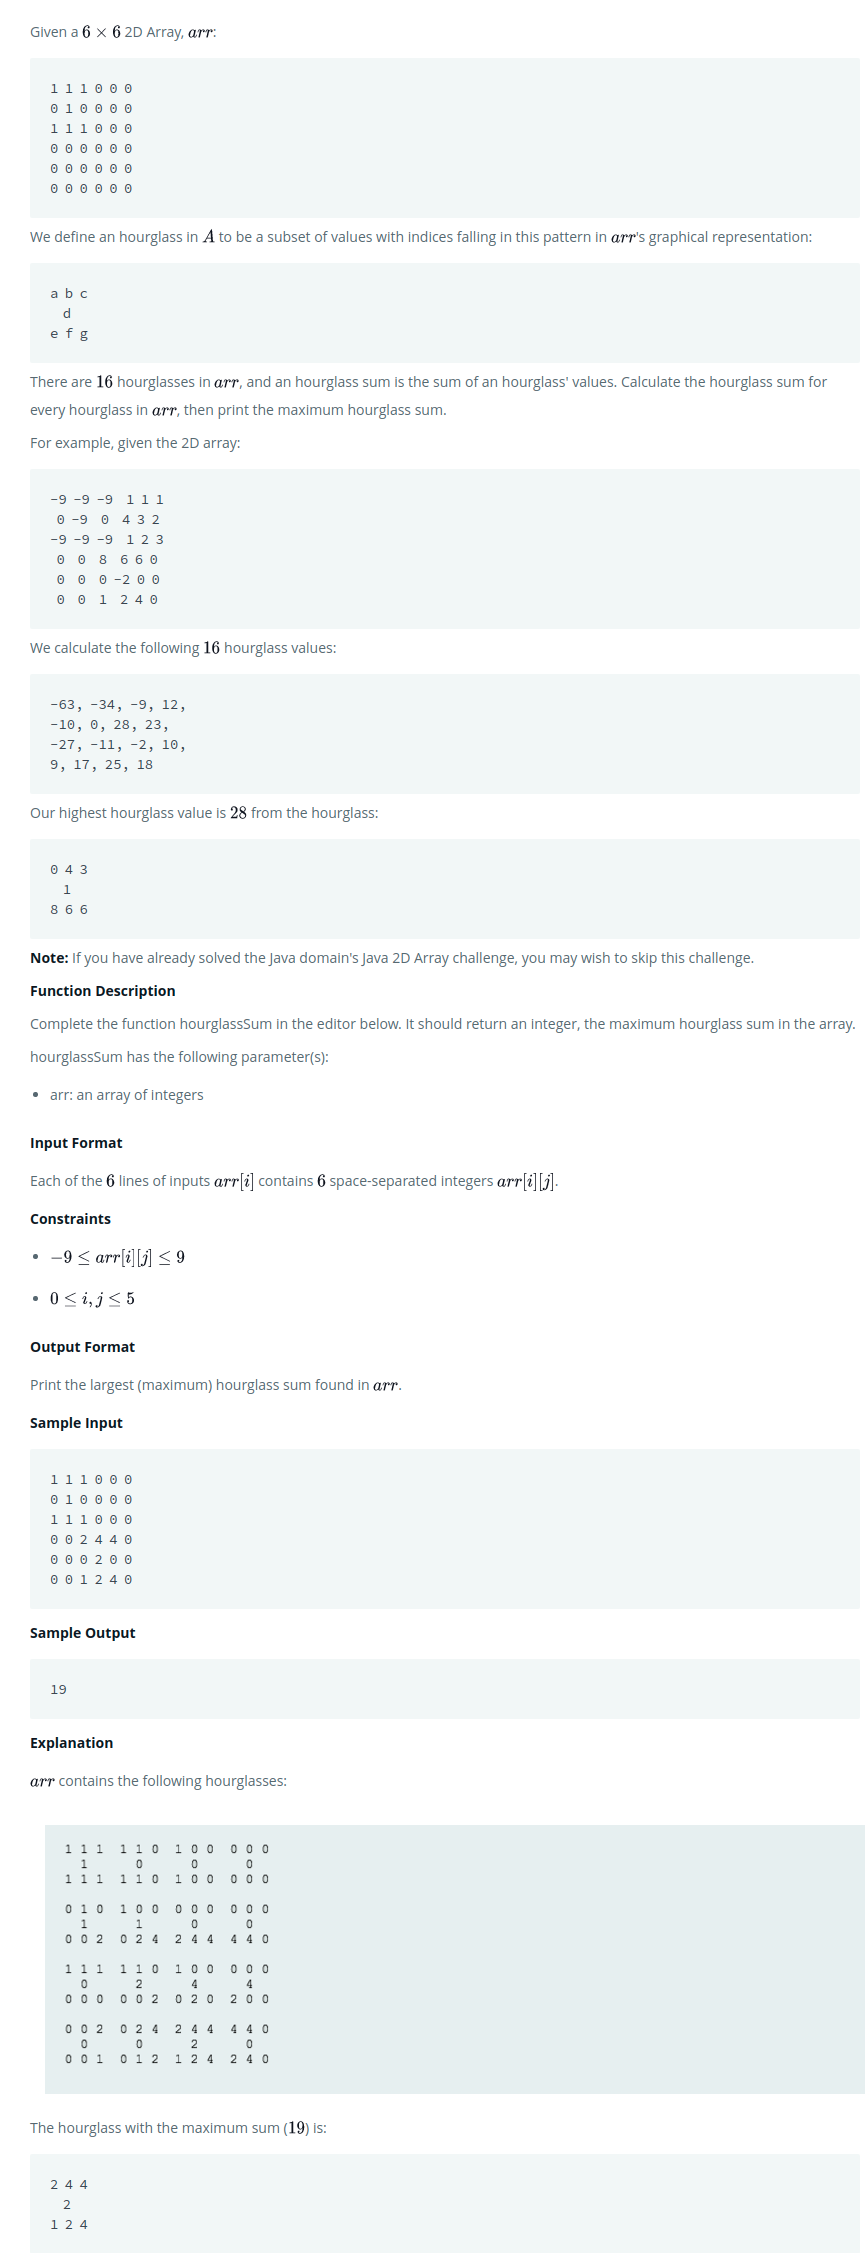 Given a 6 × 6 2D Array, arr:
1 1 1 0 0 0
0 1 0 0 0 0
1 1 1 0 0 0
0 0 0 0 0 0
0 0 0 0 0 0
0 0 0 0 0 0
We define an hourglass in A to be a subset of values with indices falling in this pattern in arr's graphical representation:
a b c
d
e f g
There are 16 hourglasses in arr, and an hourglass sum is the sum of an hourglass' values. Calculate the hourglass sum for
every hourglass in arr, then print the maximum hourglass sum.
For example, given the 2D array:
-9 -9 -9 1 1 1
0 -9 0 4 3 2
-9 -9 -9 1 2 3
0 0 8 6 6 0
0 0 0 -2 0 0
0 0 1 2 4 0
We calculate the following 16 hourglass values:
-63, -34, -9, 12,
-10, 0, 28, 23,
-27, -11, -2, 10,
9, 17, 25, 18
Our highest hourglass value is 28 from the hourglass:
0 4 3
1
8 6 6
Note: If you have already solved the Java domain's Java 2D Array challenge, you may wish to skip this challenge.
Function Description
Complete the function hourglassSum in the editor below. It should return an integer, the maximum hourglass sum in the array.
hourglassSum has the following parameter(s):
• arr: an array of integers
Input Format
Each of the 6 lines of inputs arr[i] contains 6 space-separated integers arr[i][j].
Constraints
• −9 ≤ arr[i][j] ≤ 9
• 0 ≤ i, j ≤ 5
Output Format
Print the largest (maximum) hourglass sum found in arr.
Sample Input
1 1 1 0 0 0
0 1 0 0 0 0
1 1 1 0 0 0
0 0 2 4 4 0
0 0 0 2 0 0
0 0 1 2 4 0
Sample Output
19
Explanation
arr contains the following hourglasses:
1 1 1 1 1 0 1 0 0 0 0 0
1 0 0 0
1 1 1 1 1 0 1 0 0 0 0 0
0 1 0 1 0 0 0 0 0 0 0 0
1 1 0 0
0 0 2 0 2 4 2 4 4 4 4 0
1 1 1 1 1 0 1 0 0 0 0 0
0 2 4 4
0 0 0 0 0 2 0 2 0 2 0 0
0 0 2 0 2 4 2 4 4 4 4 0
0 0 2 0
0 0 1 0 1 2 1 2 4 2 4 0
The hourglass with the maximum sum (19) is:
2 4 4
2
1 2 4